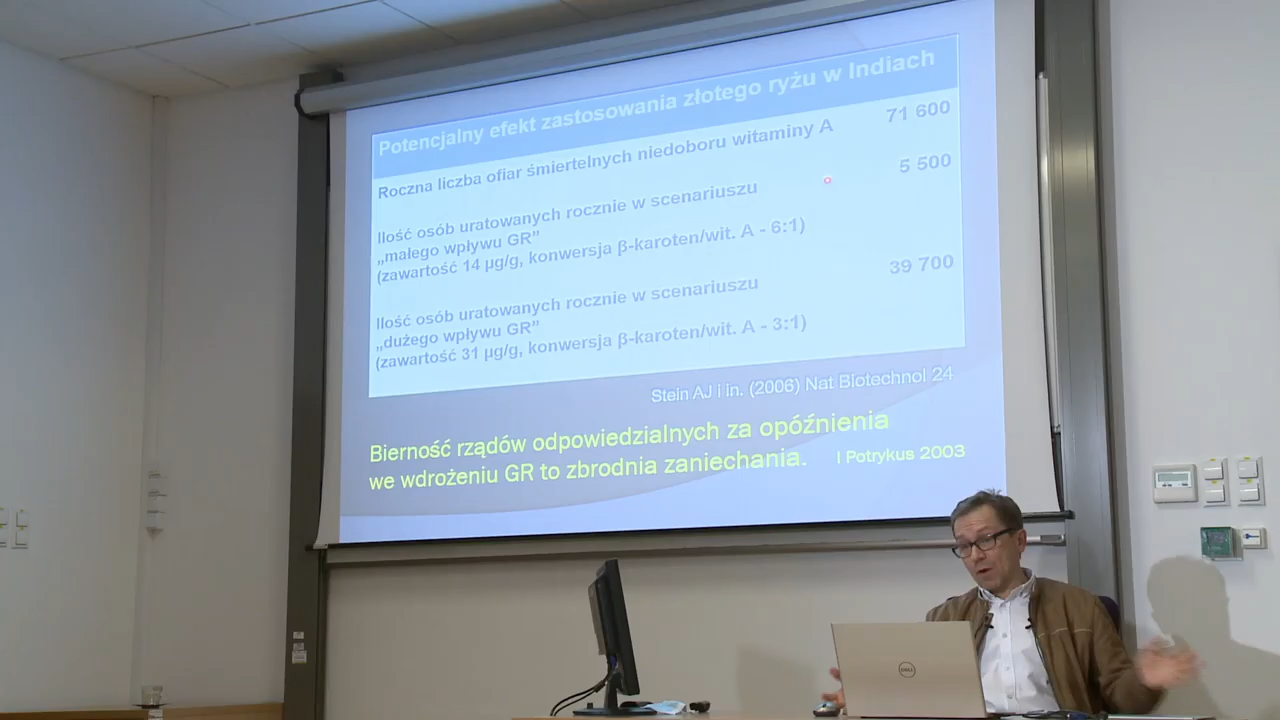 Potencjalny efekt zastosowania złotego ryżu w Indiach
Roczna liczba ofiar śmiertelnych niedoboru witaminy A 71 600
Ilość osób uratowanych rocznie w scenariuszu 5 500
„małego wpływu GR”
(zawartość 14 µg/g, konwersja β-karoten/wit. A - 6:1)
Ilość osób uratowanych rocznie w scenariuszu 39 700
„dużego wpływu GR”
(zawartość 31 µg/g, konwersja β-karoten/wit. A - 3:1)
Stein AJ i in. (2006) Nat Biotechnol 24
Bierność rządów odpowiedzialnych za opóźnienia
we wdrożeniu GR to zbrodnia zaniechania. I Potrykus 2003
DELL